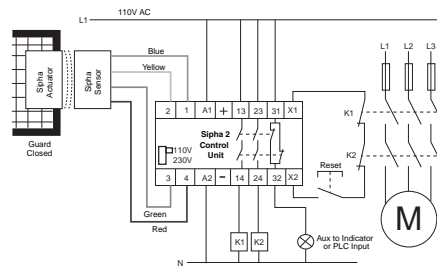 110V AC
L1
L1 L2 L3
Blue
Yellow
Sipha
Actuator
Sipha
Sensor
2 1 A1 + 13 23 31 X1
Sipha 2
Control
Unit
110V
230V
K1
K2
Guard
Closed
Reset
3 4 A2 – 14 24 32 X2
Green
Red
M
K1 K2
Aux to Indicator
or PLC Input
N